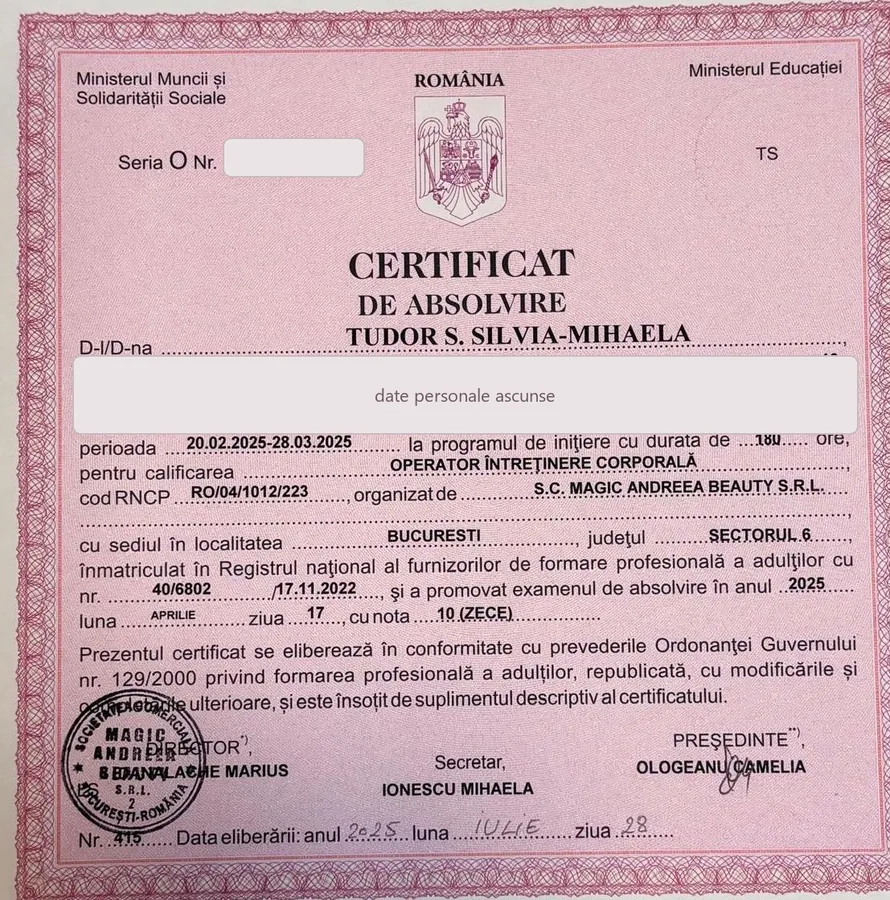 Ministerul Muncii și
Solidarității Sociale
ROMÂNIA
Ministerul Educației
Seria O Nr.
TS
CERTIFICAT
DE ABSOLVIRE
TUDOR S. SILVIA-MIHAELA
D-l/D-na ......,
date personale ascunse
perioada 20.02.2025-28.03.2025 la programul de inițiere cu durata de 180 ore,
pentru calificarea OPERATOR ÎNTREȚINERE CORPORALĂ,
cod RNCP RO/04/1012/223, organizat de S.C. MAGIC ANDREEA BEAUTY S.R.L.
cu sediul în localitatea BUCURESTI, județul SECTORUL 6,
înmatriculat în Registrul național al furnizorilor de formare profesională a adulților cu
nr. 40/6802 /17.11.2022, și a promovat examenul de absolvire în anul 2025
luna APRILIE ziua 17, cu nota 10 (ZECE)
Prezentul certificat se eliberează în conformitate cu prevederile Ordonanței Guvernului
nr. 129/2000 privind formarea profesională a adulților, republicată, cu modificările și
ulterioare, și este însoțit de suplimentul descriptiv al certificatului.
SOCIETATEA COMERCIALĂ
MAGIC
ANDREEA
S.R.L.
2
BUCUREȘTI-ROMÂNIA
DIRECTOR*),
MARIUS
Secretar,
IONESCU MIHAELA
PREȘEDINTE**),
OLOGEANU CAMELIA
Nr. 415 Data eliberării: anul 2025 luna IULIE ziua 28